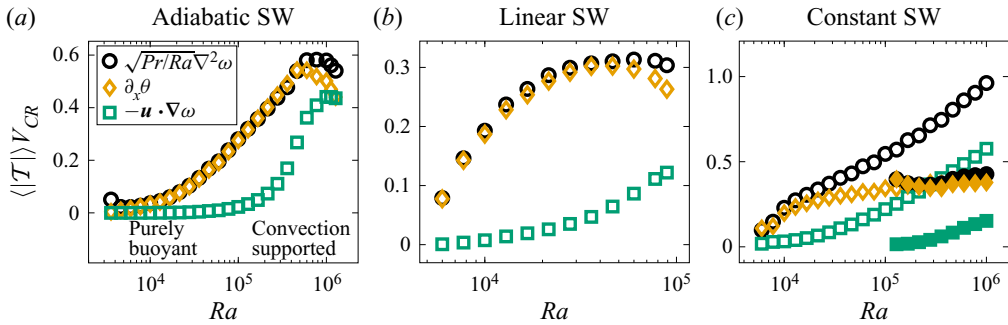 (a) Adiabatic SW
(b) Linear SW
(c) Constant SW
⟨|𝒯|⟩ V_CR
0.6
0.4
0.2
0
√Pr/Ra ∇²ω
∂ₓθ
−u · ∇ω
Purely
buoyant
Convection
supported
10⁴ 10⁵ 10⁶
Ra
0.3
0.2
0.1
0
10⁴ 10⁵
Ra
1.0
0.5
0
10⁴ 10⁵ 10⁶
Ra